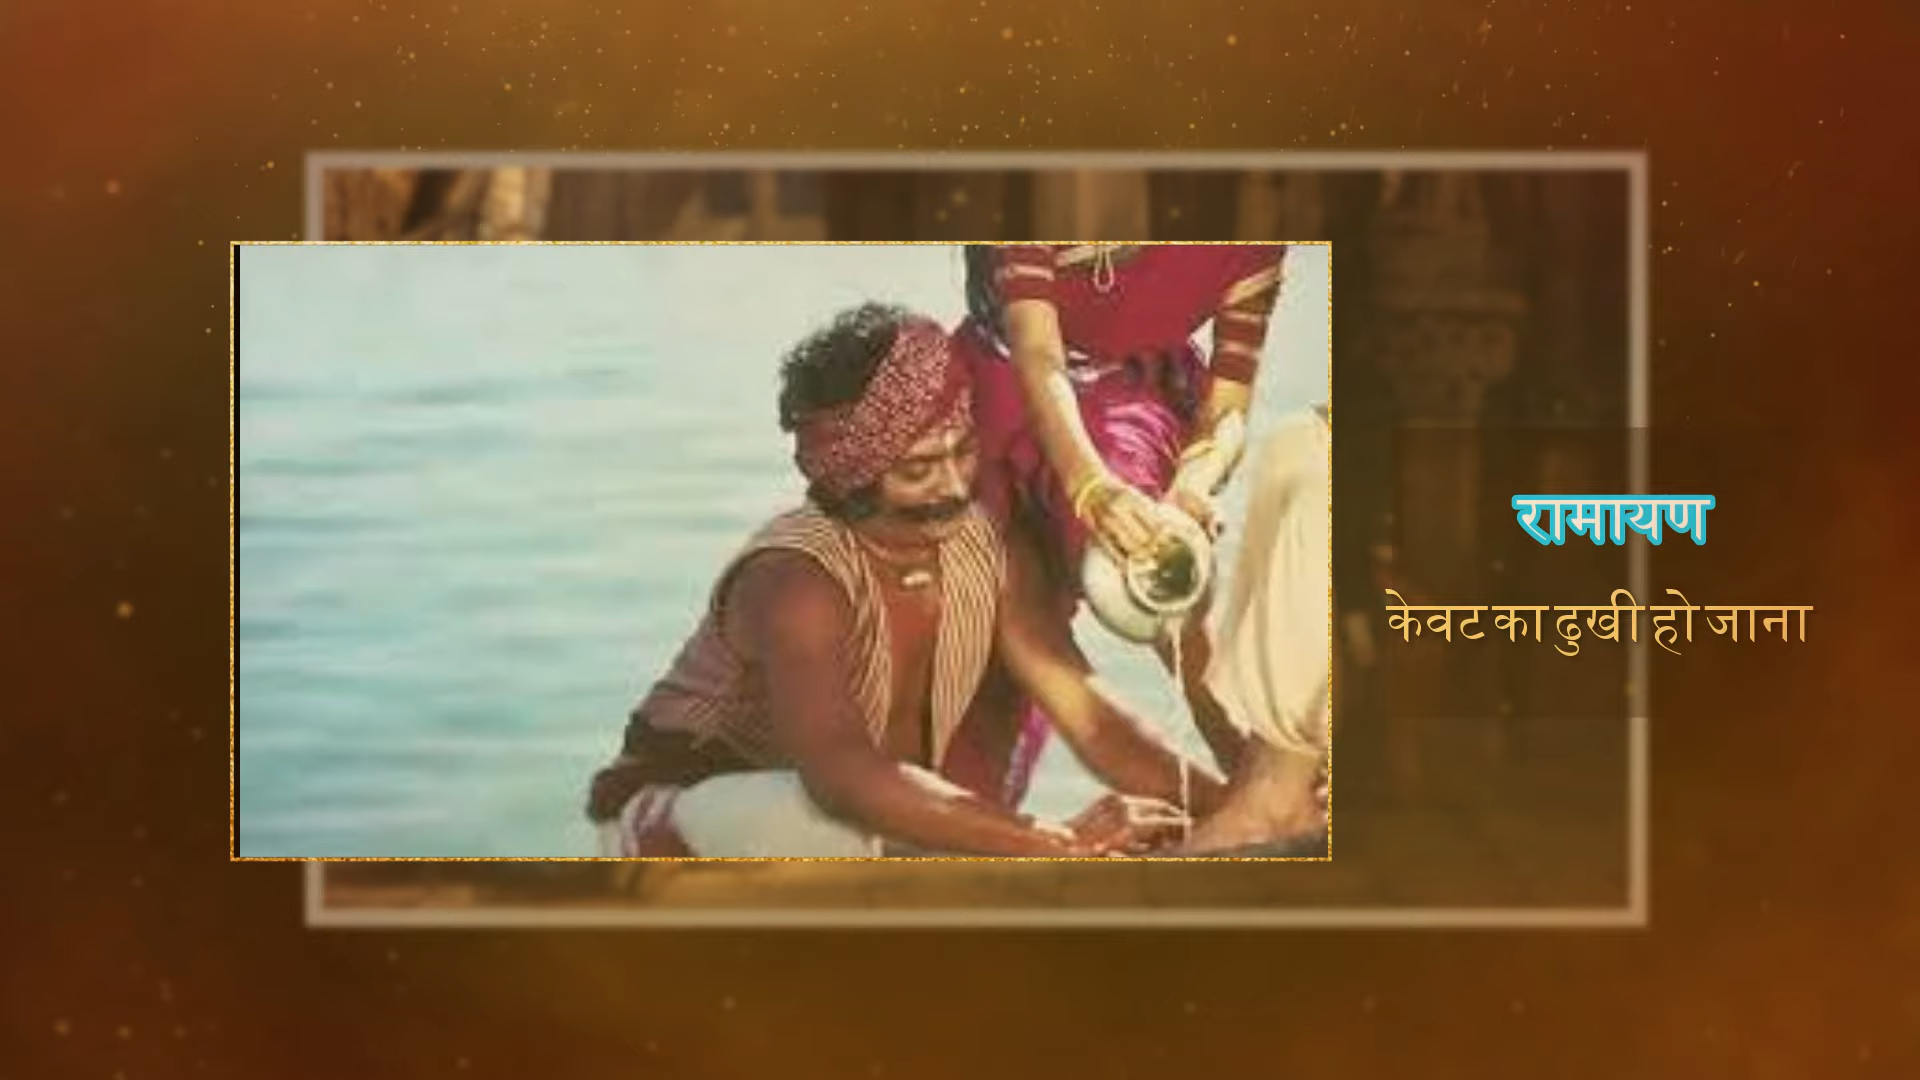 रामायण
केवट का दुखी हो जाना